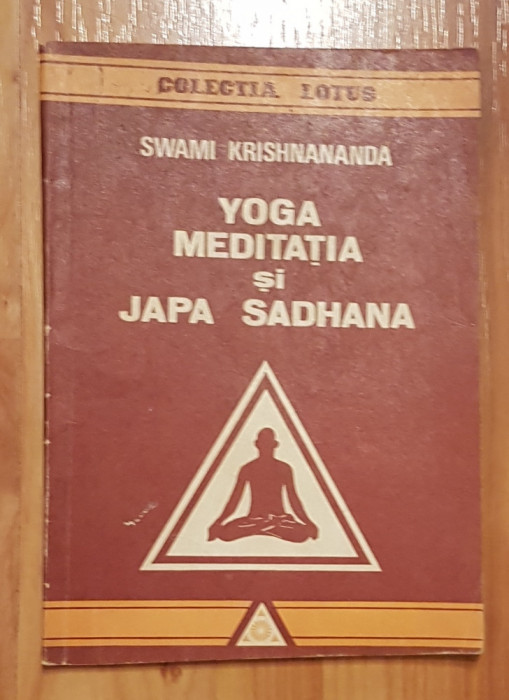 COLECTIA LOTUS
SWAMI KRISHNANANDA
YOGA
MEDITAȚIA
și
JAPA SADHANA